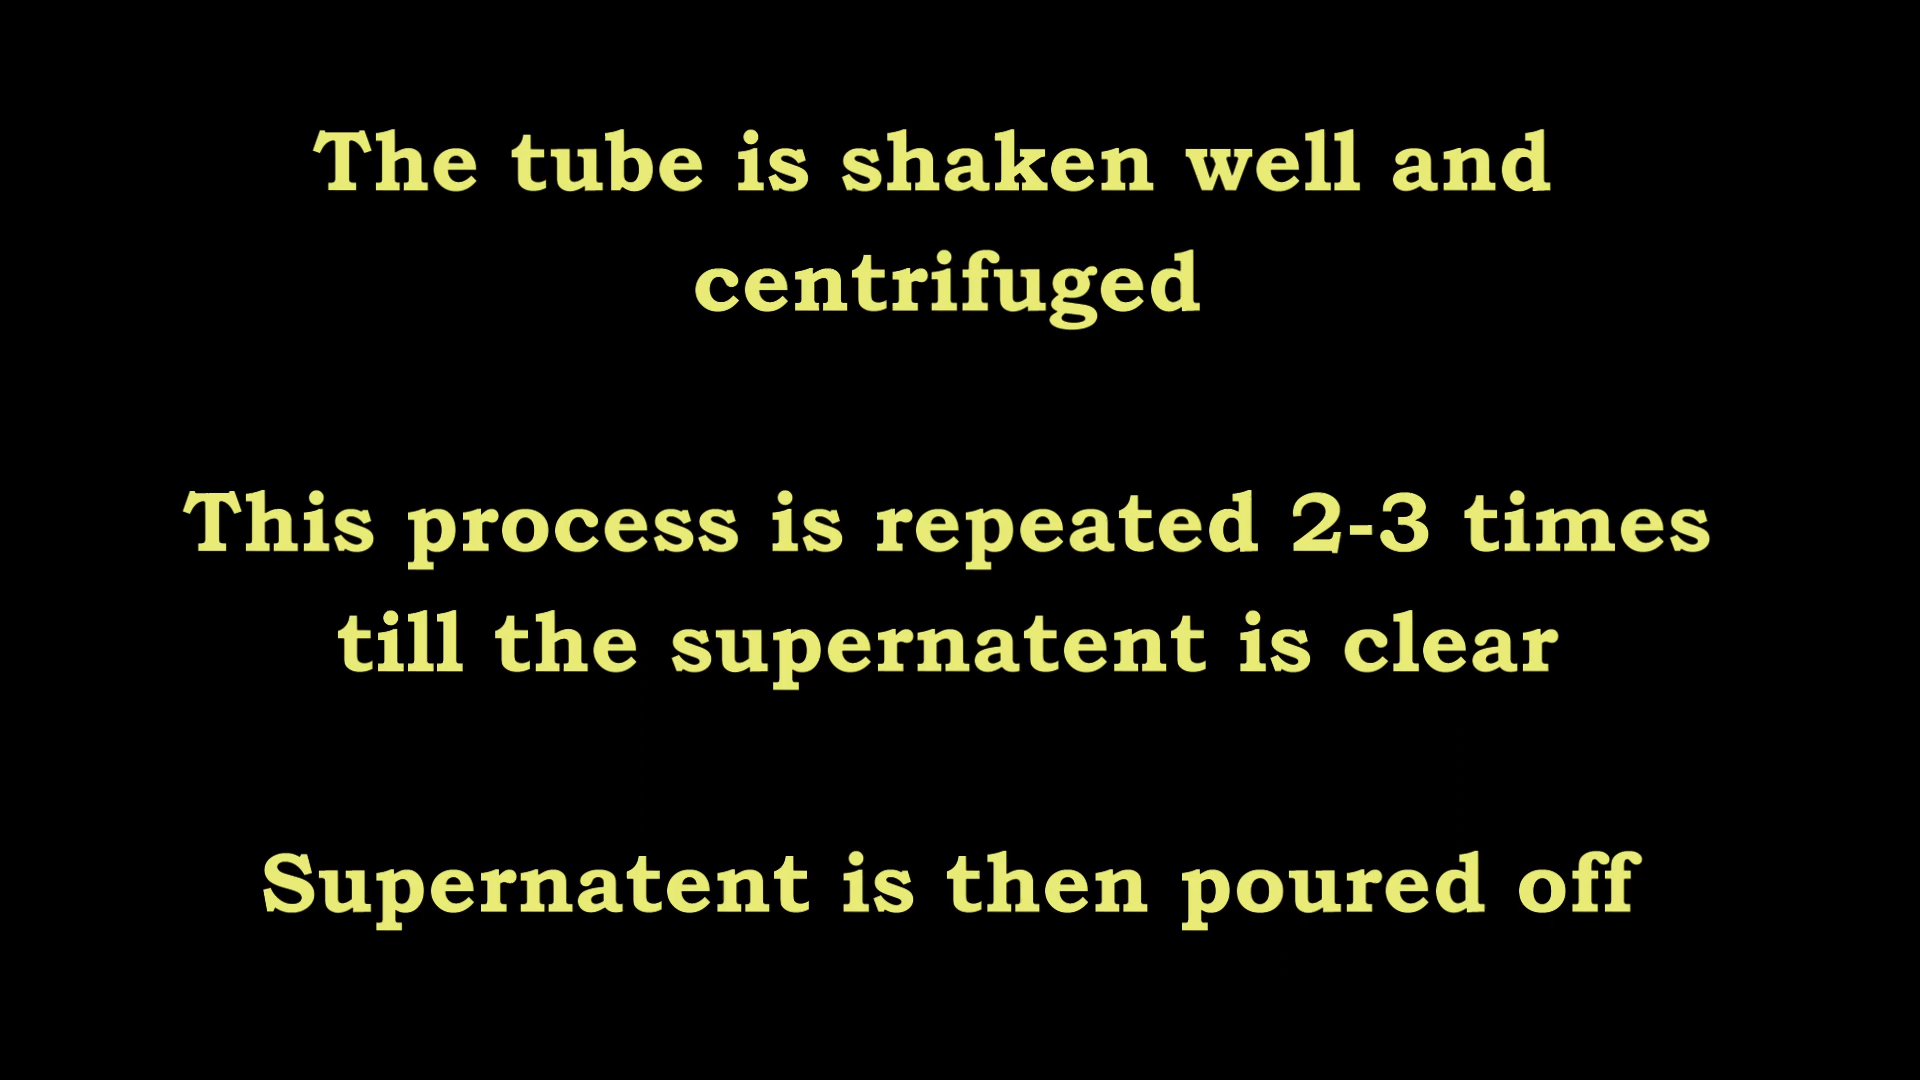 The tube is shaken well and
centrifuged
This process is repeated 2-3 times
till the supernatent is clear
Supernatent is then poured off